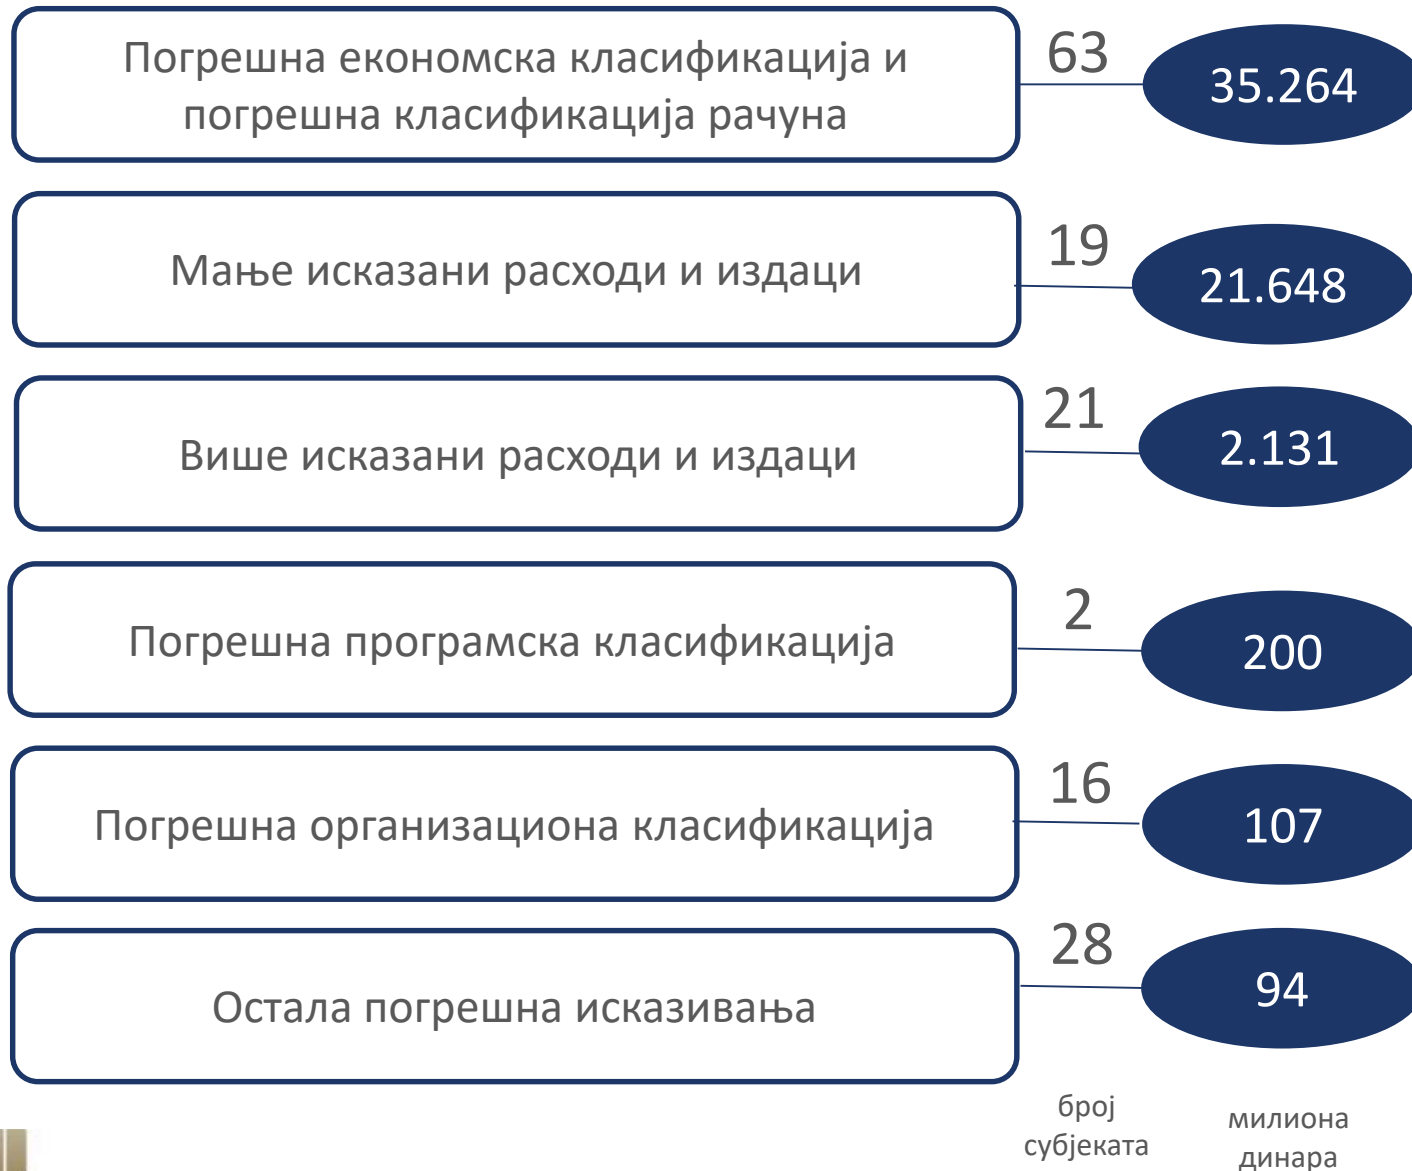 Погрешна економска класификација и
погрешна класификација рачуна
63
35.264
Мање исказани расходи и издаци
19
21.648
Више исказани расходи и издаци
21
2.131
Погрешна програмска класификација
2
200
Погрешна организациона класификација
16
107
Остала погрешна исказивања
28
94
број
субјеката
милиона
динара